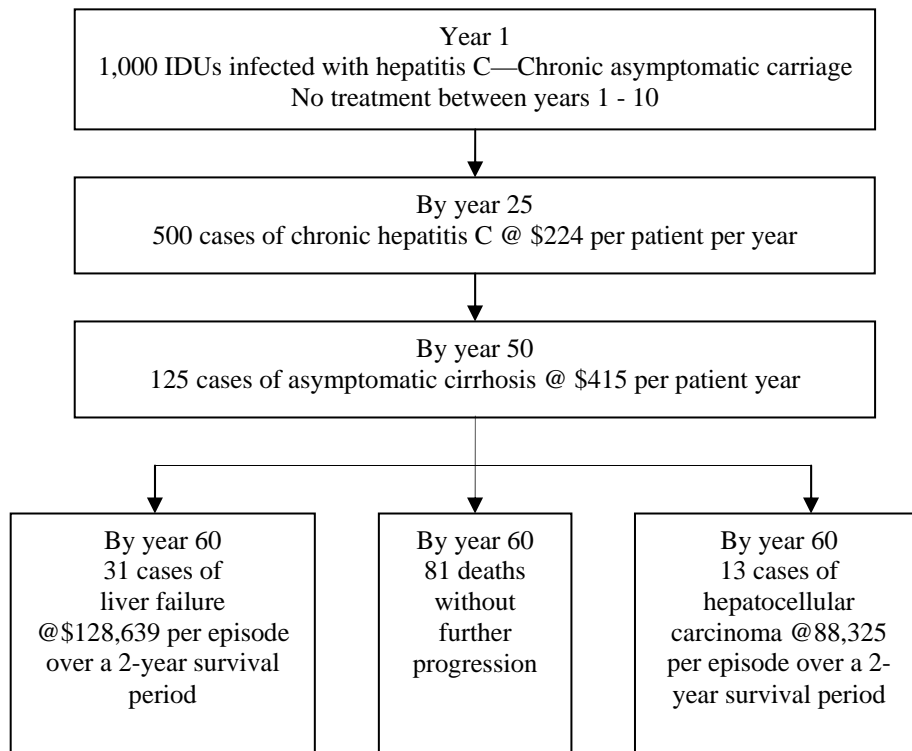 Year 1
1,000 IDUs infected with hepatitis C—Chronic asymptomatic carriage
No treatment between years 1 - 10
By year 25
500 cases of chronic hepatitis C @ $224 per patient per year
By year 50
125 cases of asymptomatic cirrhosis @ $415 per patient year
By year 60
31 cases of
liver failure
@$128,639 per episode
over a 2-year survival
period
By year 60
81 deaths
without
further
progression
By year 60
13 cases of
hepatocellular
carcinoma @88,325
per episode over a 2-
year survival period